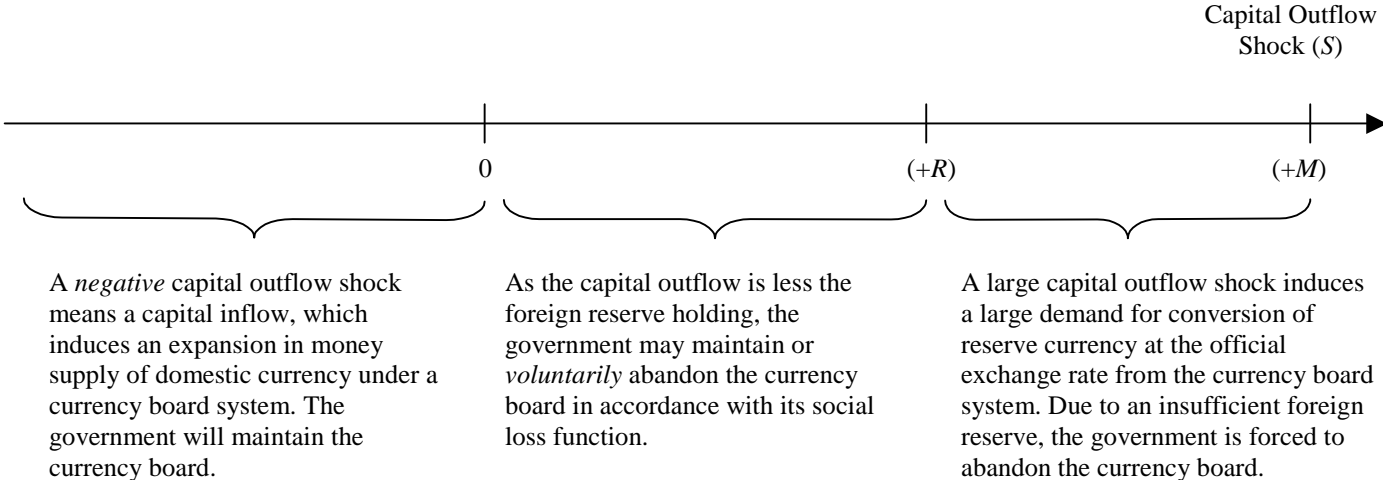 Capital Outflow
Shock (S)
0
(+R)
(+M)
A negative capital outflow shock
means a capital inflow, which
induces an expansion in money
supply of domestic currency under a
currency board system. The
government will maintain the
currency board.
As the capital outflow is less the
foreign reserve holding, the
government may maintain or
voluntarily abandon the currency
board in accordance with its social
loss function.
A large capital outflow shock induces
a large demand for conversion of
reserve currency at the official
exchange rate from the currency board
system. Due to an insufficient foreign
reserve, the government is forced to
abandon the currency board.